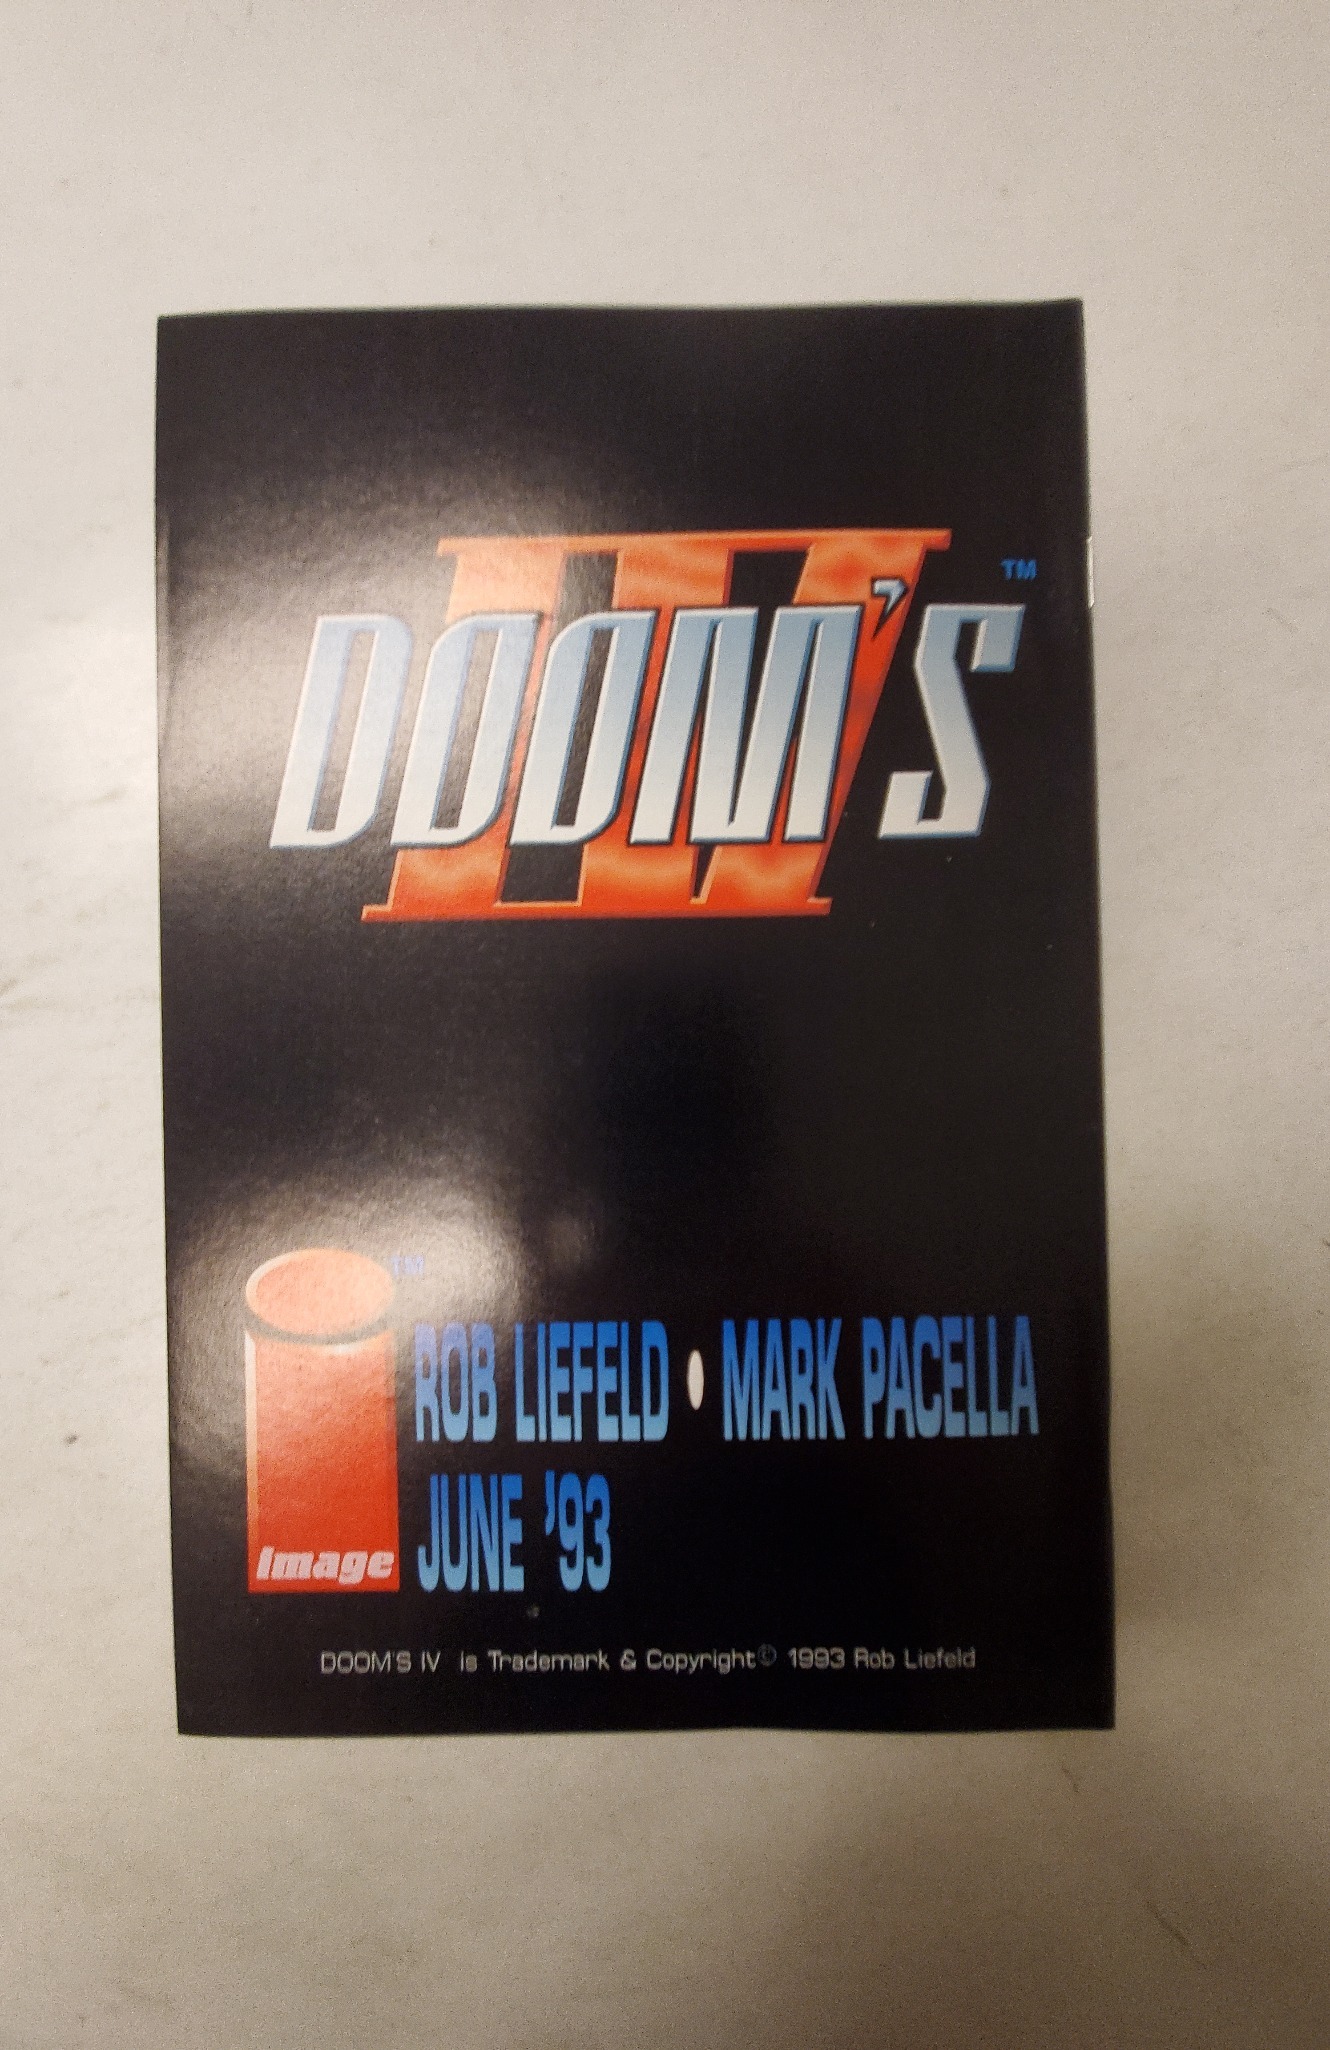 DOOM'S IV ™
™
ROB LIEFELD • MARK PACELLA
JUNE '93
Image
DOOM'S IV is Trademark & Copyright© 1993 Rob Liefeld